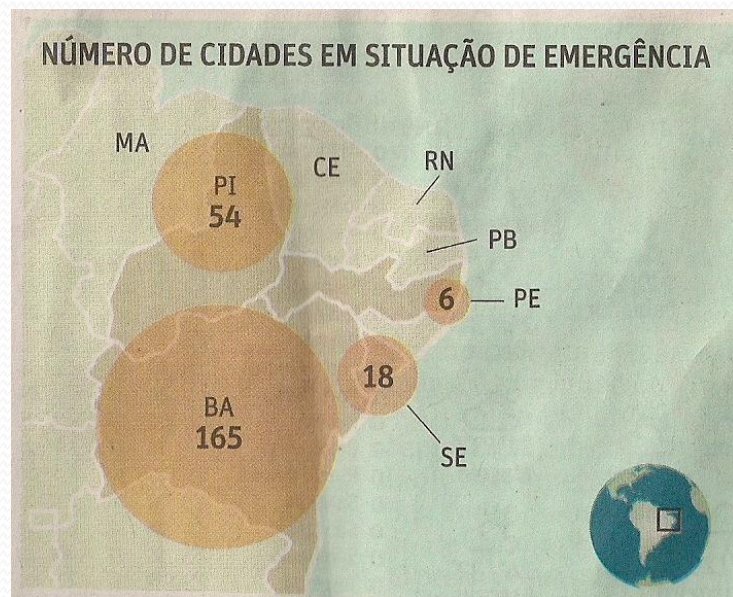 NÚMERO DE CIDADES EM SITUAÇÃO DE EMERGÊNCIA
MA
PI
54
CE
RN
PB
6
PE
18
BA
165
SE